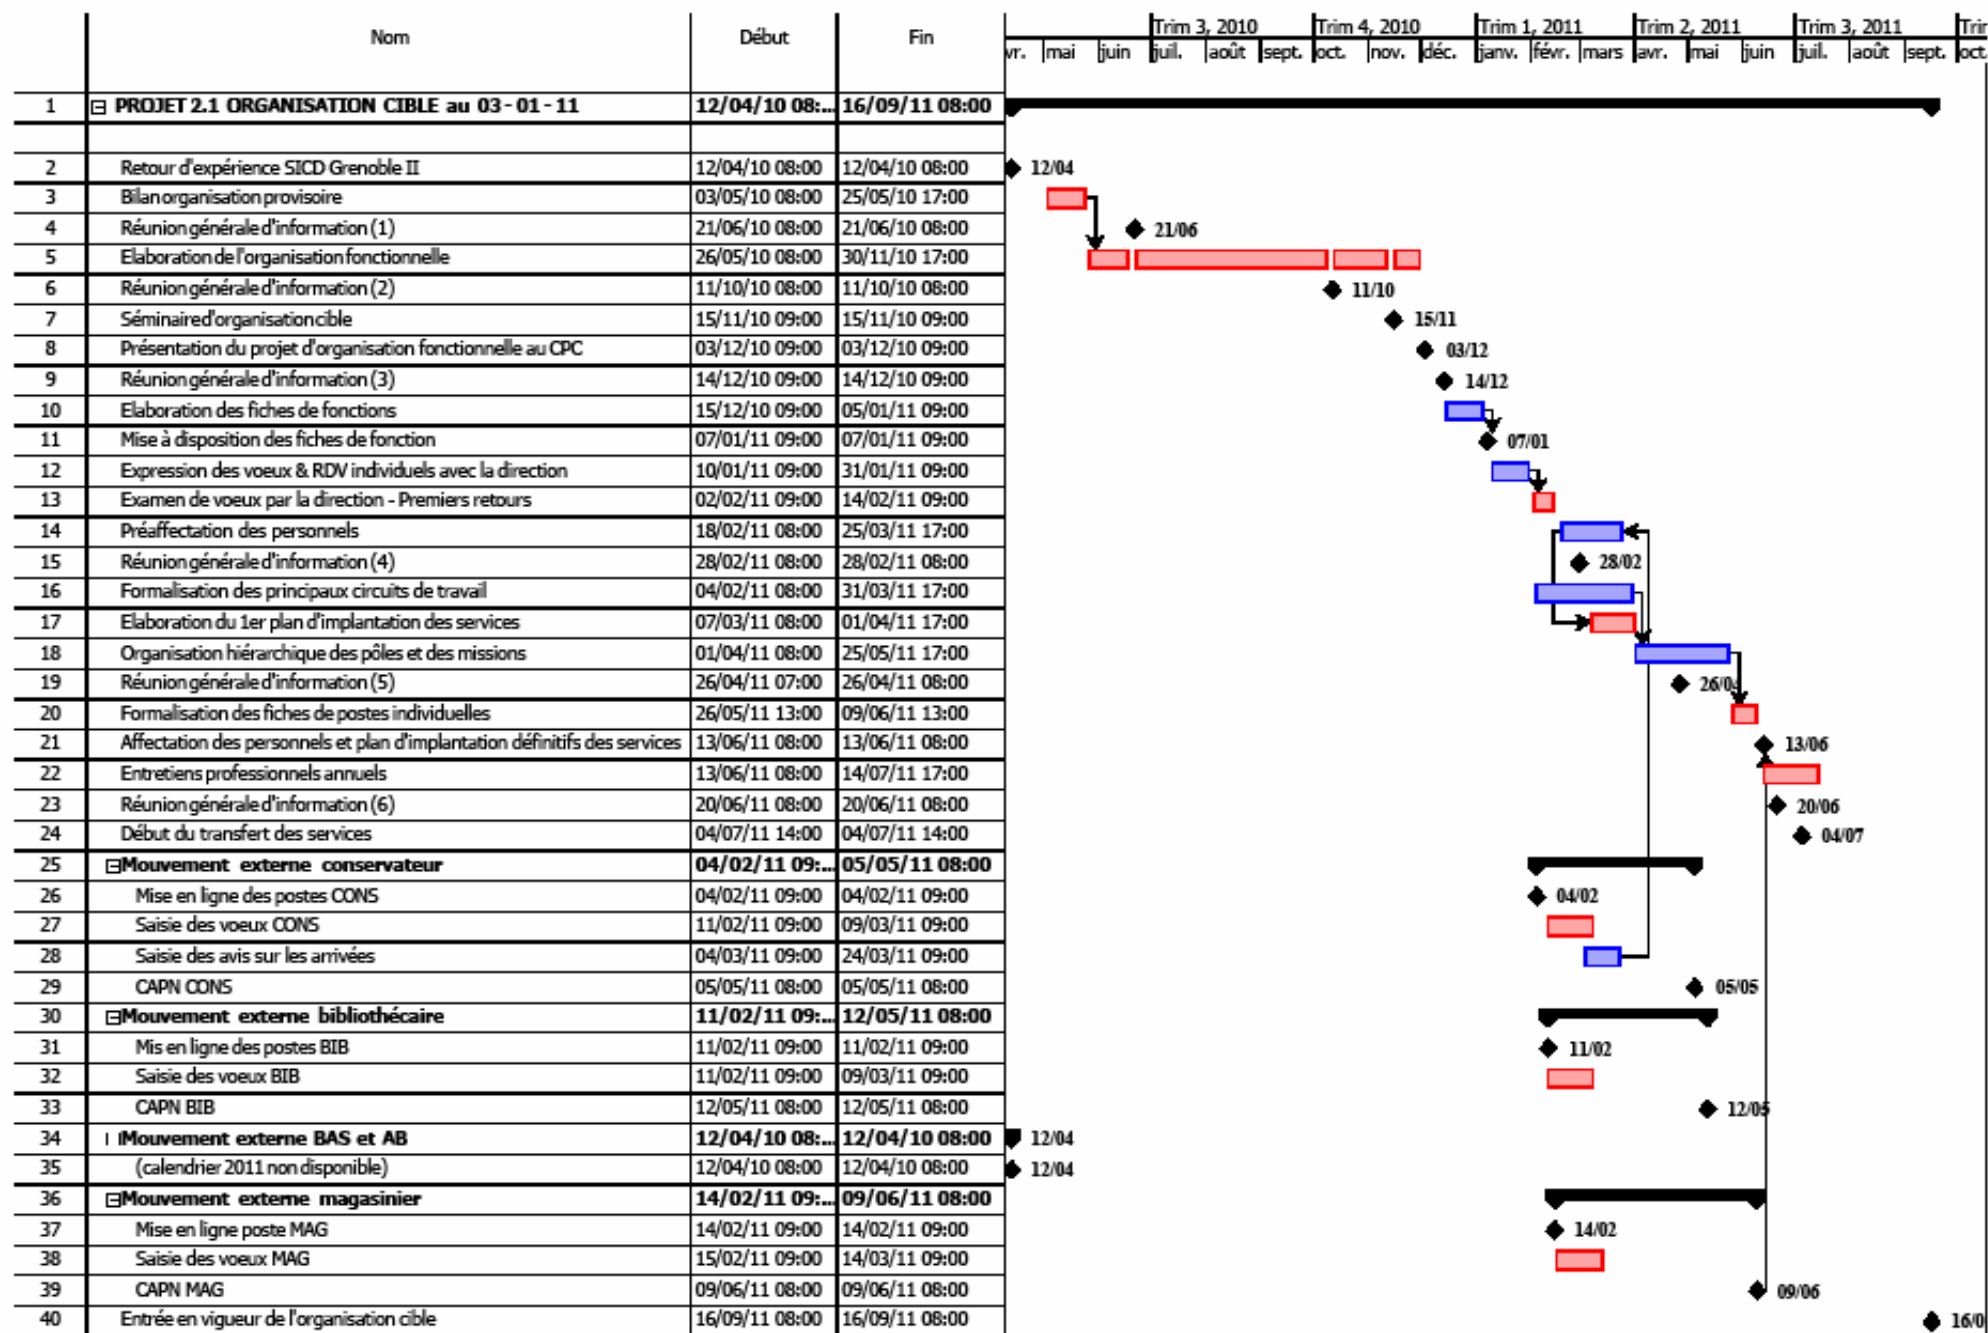 Nom Début Fin
Trim 3, 2010 Trim 4, 2010 Trim 1, 2011 Trim 2, 2011 Trim 3, 2011 Trir
vr. mai juin juil. août sept. oct. nov. déc. janv. févr. mars avr. mai juin juil. août sept. oct.
1 PROJET 2.1 ORGANISATION CIBLE au 03-01-11 12/04/10 08:... 16/09/11 08:00
2 Retour d'expérience SICD Grenoble II 12/04/10 08:00 12/04/10 08:00 12/04
3 Bilan organisation provisoire 03/05/10 08:00 25/05/10 17:00
4 Réunion générale d'information (1) 21/06/10 08:00 21/06/10 08:00 21/06
5 Elaboration de l'organisation fonctionnelle 26/05/10 08:00 30/11/10 17:00
6 Réunion générale d'information (2) 11/10/10 08:00 11/10/10 08:00 11/10
7 Séminaire d'organisation cible 15/11/10 09:00 15/11/10 09:00 15/11
8 Présentation du projet d'organisation fonctionnelle au CPC 03/12/10 09:00 03/12/10 09:00 03/12
9 Réunion générale d'information (3) 14/12/10 09:00 14/12/10 09:00 14/12
10 Elaboration des fiches de fonctions 15/12/10 09:00 05/01/11 09:00
11 Mise à disposition des fiches de fonction 07/01/11 09:00 07/01/11 09:00 07/01
12 Expression des voeux & RDV individuels avec la direction 10/01/11 09:00 31/01/11 09:00
13 Examen de voeux par la direction - Premiers retours 02/02/11 09:00 14/02/11 09:00
14 Préaffectation des personnels 18/02/11 08:00 25/03/11 17:00
15 Réunion générale d'information (4) 28/02/11 08:00 28/02/11 08:00 28/02
16 Formalisation des principaux circuits de travail 04/02/11 08:00 31/03/11 17:00
17 Elaboration du 1er plan d'implantation des services 07/03/11 08:00 01/04/11 17:00
18 Organisation hiérarchique des pôles et des missions 01/04/11 08:00 25/05/11 17:00
19 Réunion générale d'information (5) 26/04/11 07:00 26/04/11 08:00 26/04
20 Formalisation des fiches de postes individuelles 26/05/11 13:00 09/06/11 13:00
21 Affectation des personnels et plan d'implantation définitifs des services 13/06/11 08:00 13/06/11 08:00 13/06
22 Entretiens professionnels annuels 13/06/11 08:00 14/07/11 17:00
23 Réunion générale d'information (6) 20/06/11 08:00 20/06/11 08:00 20/06
24 Début du transfert des services 04/07/11 14:00 04/07/11 14:00 04/07
25 Mouvement externe conservateur 04/02/11 09:... 05/05/11 08:00
26 Mise en ligne des postes CONS 04/02/11 09:00 04/02/11 09:00 04/02
27 Saisie des voeux CONS 11/02/11 09:00 09/03/11 09:00
28 Saisie des avis sur les arrivées 04/03/11 09:00 24/03/11 09:00
29 CAPN CONS 05/05/11 08:00 05/05/11 08:00 05/05
30 Mouvement externe bibliothécaire 11/02/11 09:... 12/05/11 08:00
31 Mis en ligne des postes BIB 11/02/11 09:00 11/02/11 09:00 11/02
32 Saisie des voeux BIB 11/02/11 09:00 09/03/11 09:00
33 CAPN BIB 12/05/11 08:00 12/05/11 08:00 12/05
34 Mouvement externe BAS et AB 12/04/10 08:... 12/04/10 08:00 12/04
35 (calendrier 2011 non disponible) 12/04/10 08:00 12/04/10 08:00 12/04
36 Mouvement externe magasinier 14/02/11 09:... 09/06/11 08:00
37 Mise en ligne poste MAG 14/02/11 09:00 14/02/11 09:00 14/02
38 Saisie des voeux MAG 15/02/11 09:00 14/03/11 09:00
39 CAPN MAG 09/06/11 08:00 09/06/11 08:00 09/06
40 Entrée en vigueur de l'organisation cible 16/09/11 08:00 16/09/11 08:00 16/0